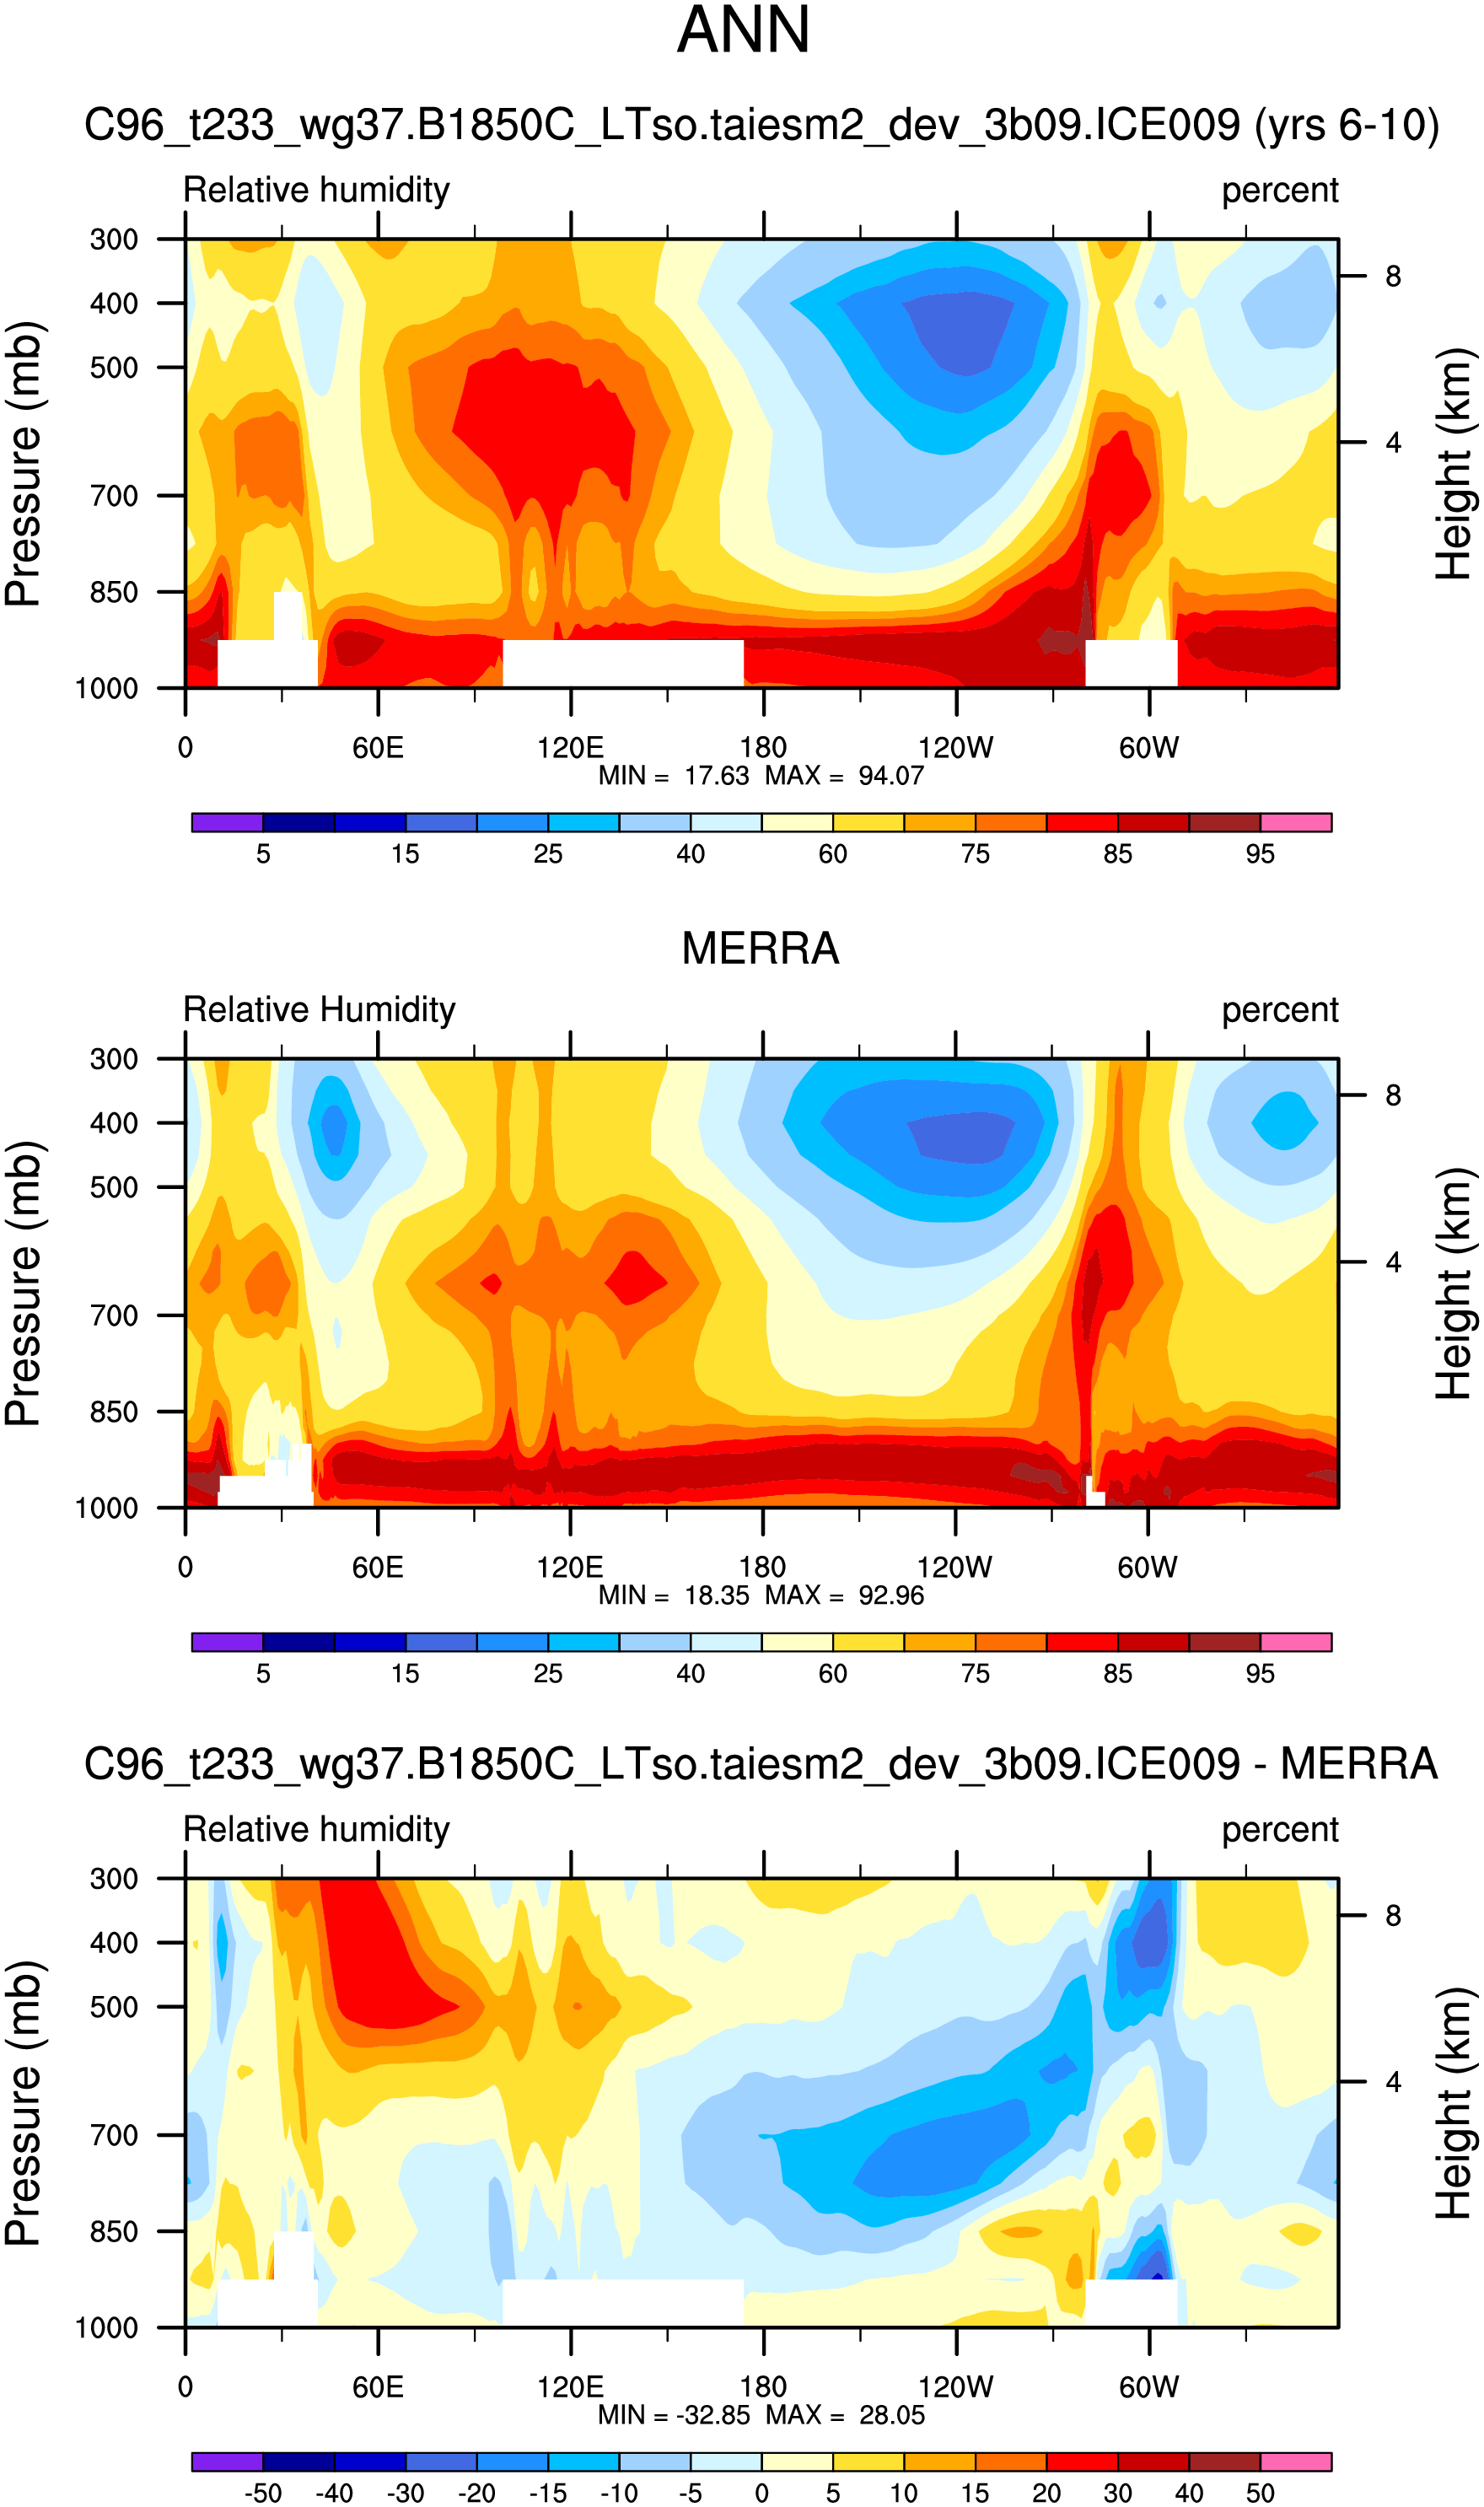 ANN
C96_t233_wg37.B1850C_LTso.taiesm2_dev_3b09.ICE009 (yrs 6-10)
Relative humidity percent
300
400
500
700
850
1000
Pressure (mb)
8
4
Height (km)
0 60E 120E 180 120W 60W
MIN = 17.63 MAX = 94.07
5 15 25 40 60 75 85 95
MERRA
Relative Humidity percent
300
400
500
700
850
1000
Pressure (mb)
8
4
Height (km)
0 60E 120E 180 120W 60W
MIN = 18.35 MAX = 92.96
5 15 25 40 60 75 85 95
C96_t233_wg37.B1850C_LTso.taiesm2_dev_3b09.ICE009 - MERRA
Relative humidity percent
300
400
500
700
850
1000
Pressure (mb)
8
4
Height (km)
0 60E 120E 180 120W 60W
MIN = -32.85 MAX = 28.05
-50 -40 -30 -20 -15 -10 -5 0 5 10 15 20 30 40 50